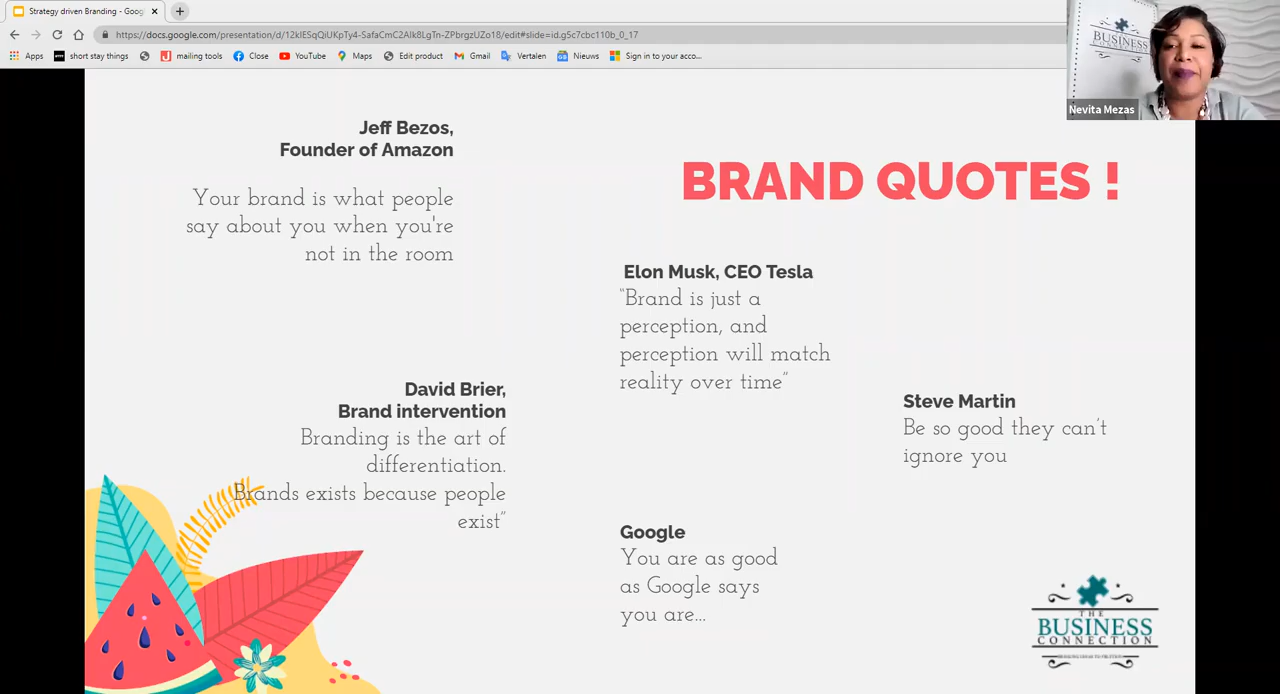 Strategy driven Branding - Goog
https://docs.google.com/presentation/d/12klESqQiUKpTy4-SafaCmC2Alk8LgTn-ZPbrgzUZo18/edit#slide=id.g5c7cbc110b_0_17
Apps short stay things mailing tools Close YouTube Maps Edit product Gmail Vertalen Nieuws Sign in to your acco...
BUSINESS
Nevita Mezas
Jeff Bezos,
Founder of Amazon
Your brand is what people
say about you when you're
not in the room
BRAND QUOTES !
Elon Musk, CEO Tesla
“Brand is just a
perception, and
perception will match
reality over time”
David Brier,
Brand intervention
Branding is the art of
differentiation.
Brands exists because people
exist”
Steve Martin
Be so good they can’t
ignore you
Google
You are as good
as Google says
you are...
THE
BUSINESS
CONNECTION